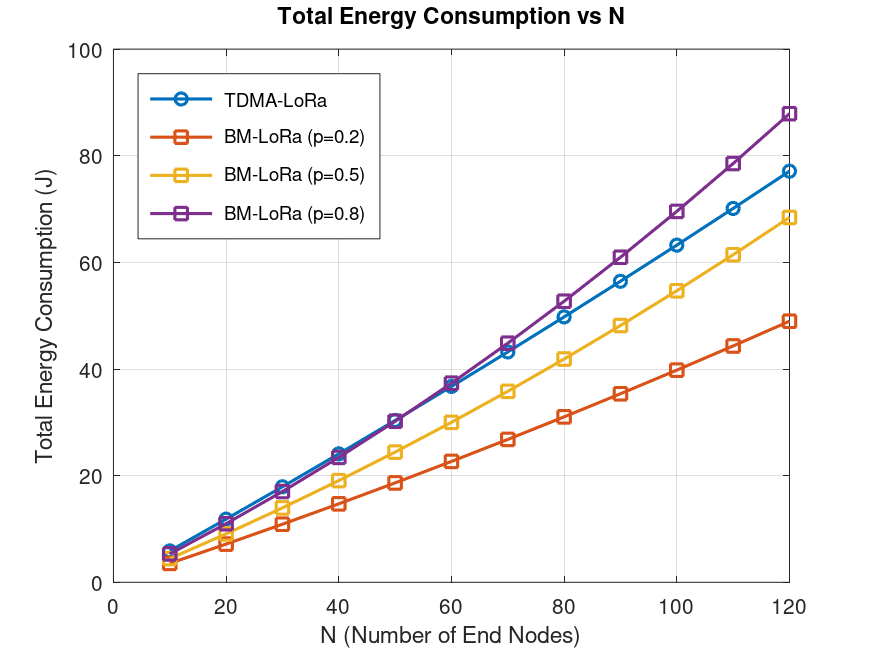 Total Energy Consumption vs N
100
80
60
40
20
0
Total Energy Consumption (J)
TDMA-LoRa
BM-LoRa (p=0.2)
BM-LoRa (p=0.5)
BM-LoRa (p=0.8)
0 20 40 60 80 100 120
N (Number of End Nodes)